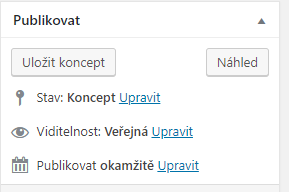 Publikovat
Uložit koncept Náhled
Stav: Koncept Upravit
Viditelnost: Veřejná Upravit
Publikovat okamžitě Upravit